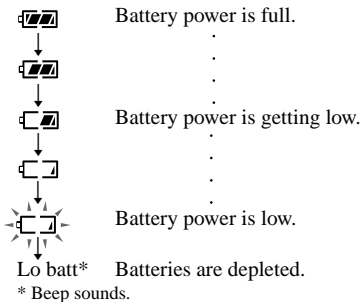 Battery power is full.
Battery power is getting low.
Battery power is low.
Lo batt* Batteries are depleted.
* Beep sounds.